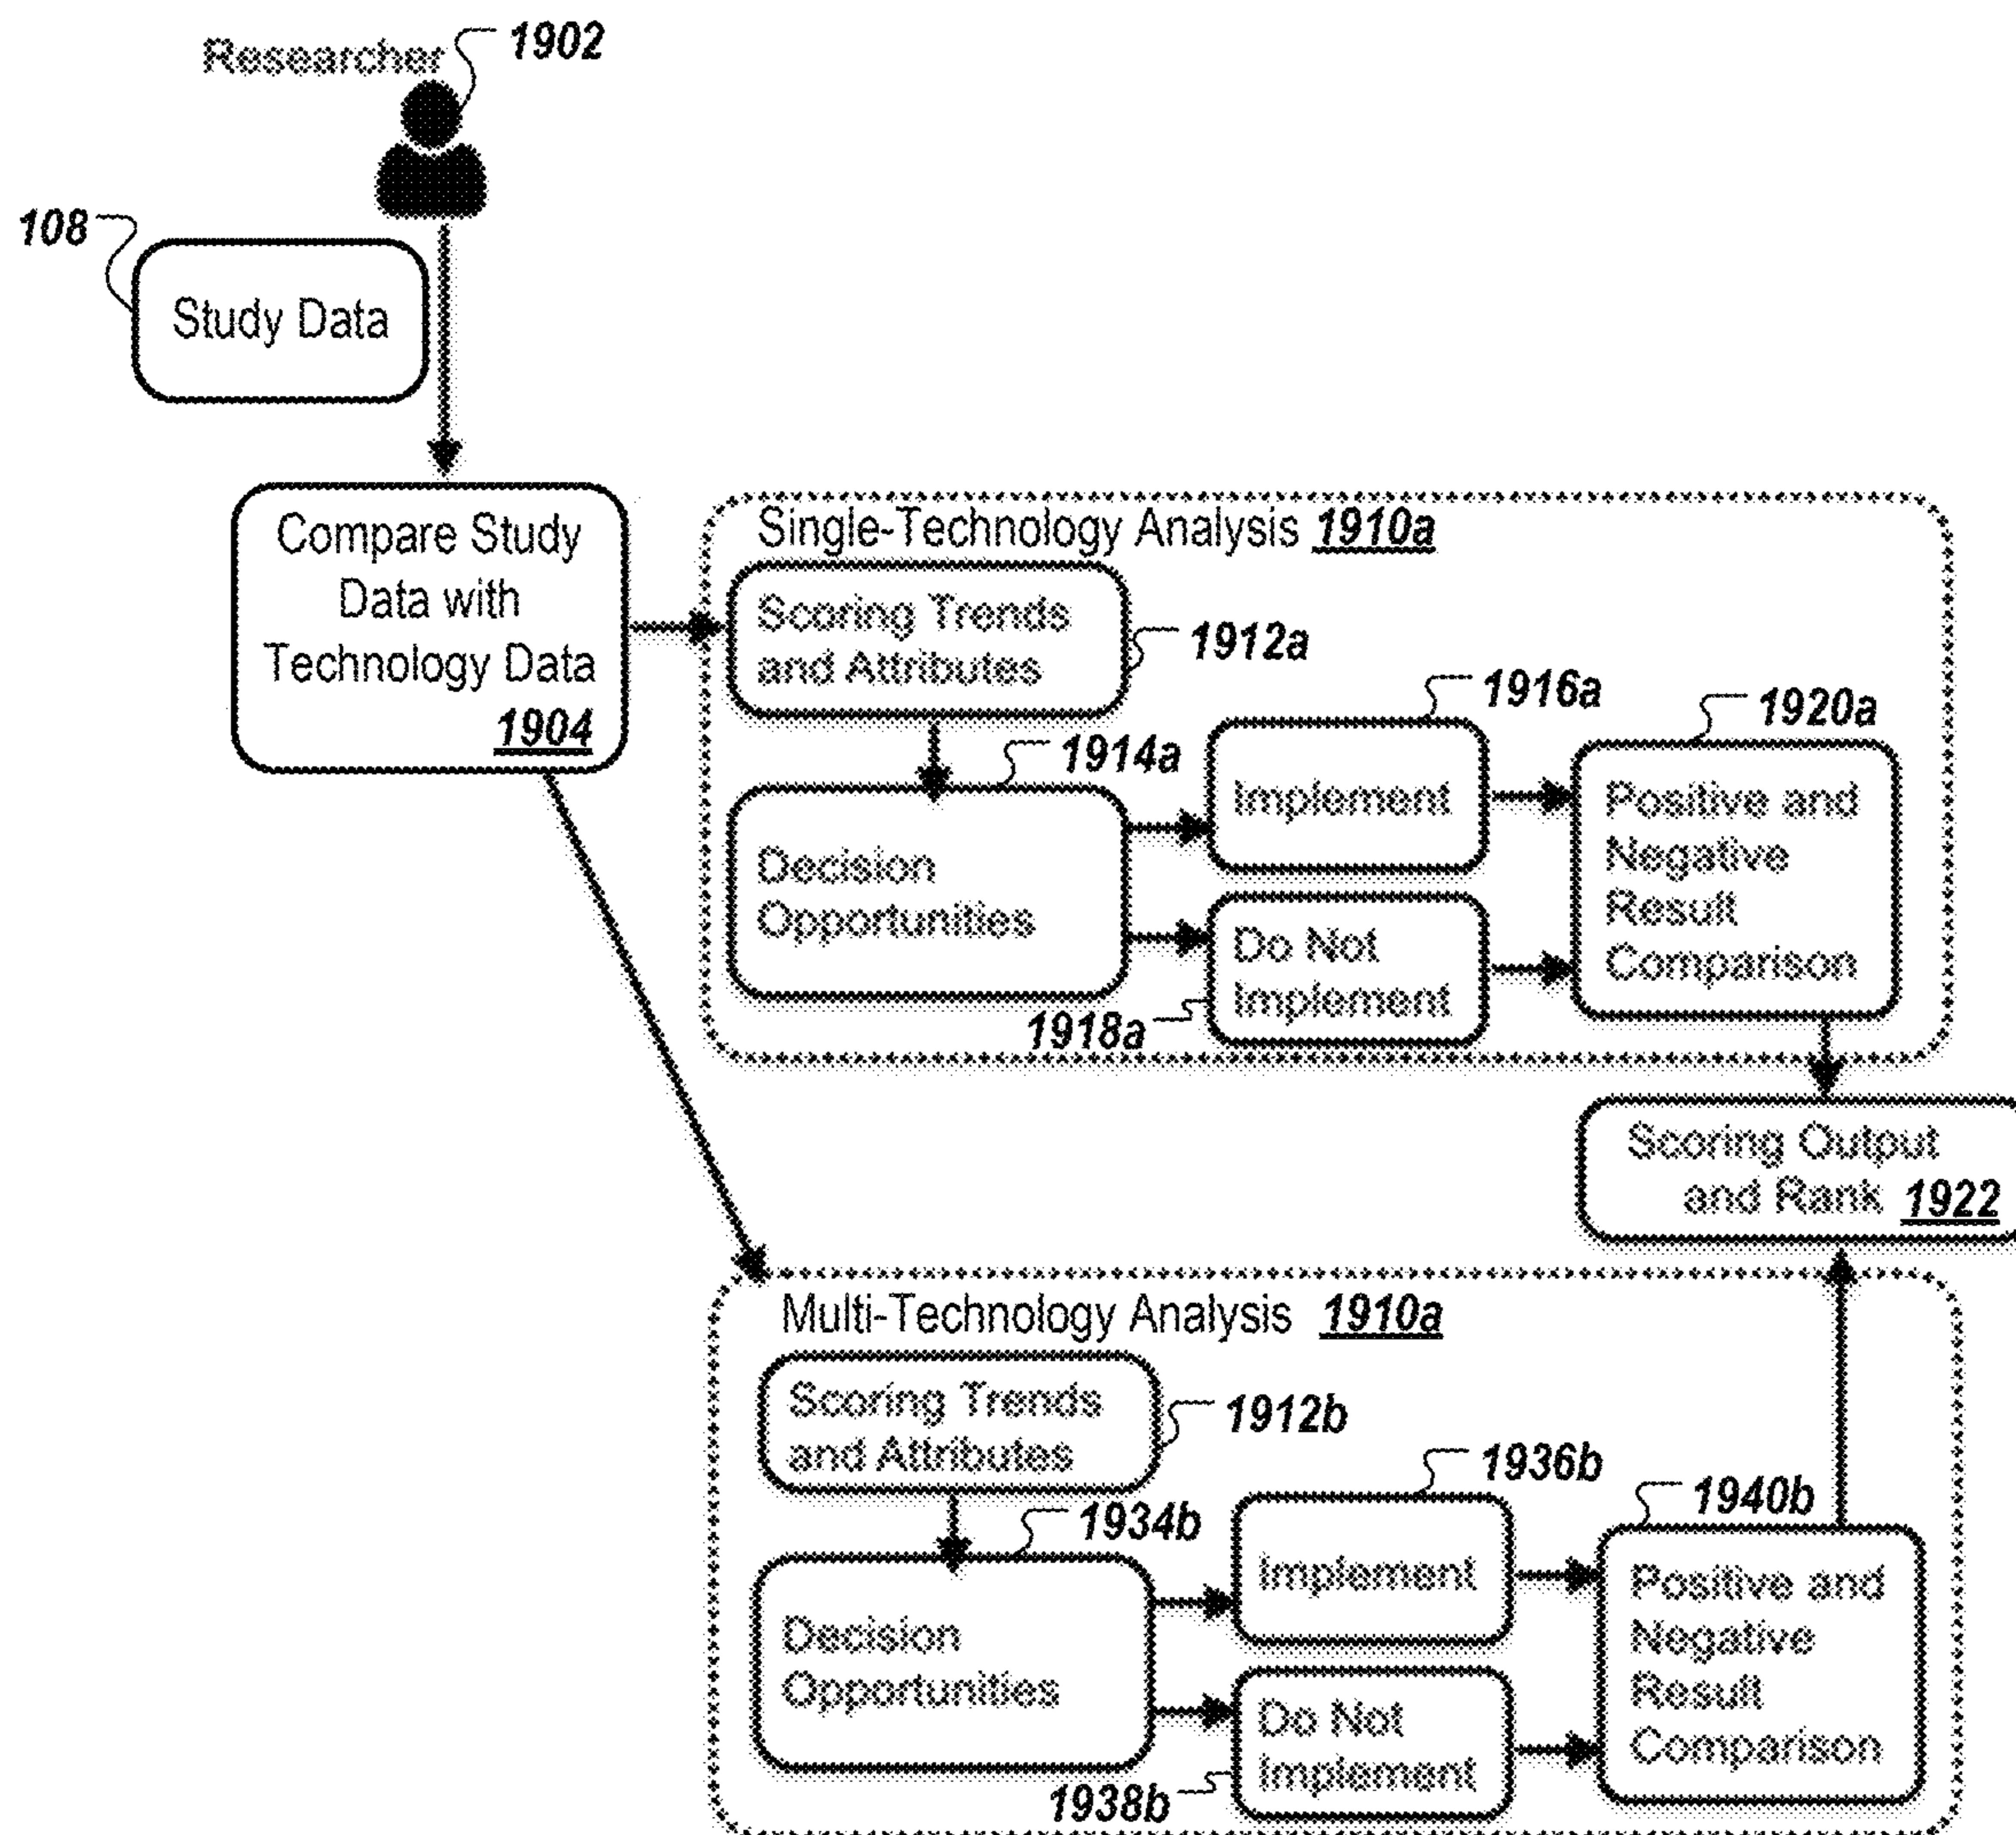 Researcher
1902
108
Study Data
Compare Study
Data with
Technology Data
1904
Single-Technology Analysis 1910a
Scoring Trends
and Attributes
1912a
1914a
Decision
Opportunities
1916a
Implement
Do Not
Implement
1918a
1920a
Positive and
Negative
Result
Comparison
Scoring Output
and Rank 1922
Multi-Technology Analysis 1910a
Scoring Trends
and Attributes
1912b
1934b
Decision
Opportunities
1936b
Implement
Do Not
Implement
1938b
1940b
Positive and
Negative
Result
Comparison